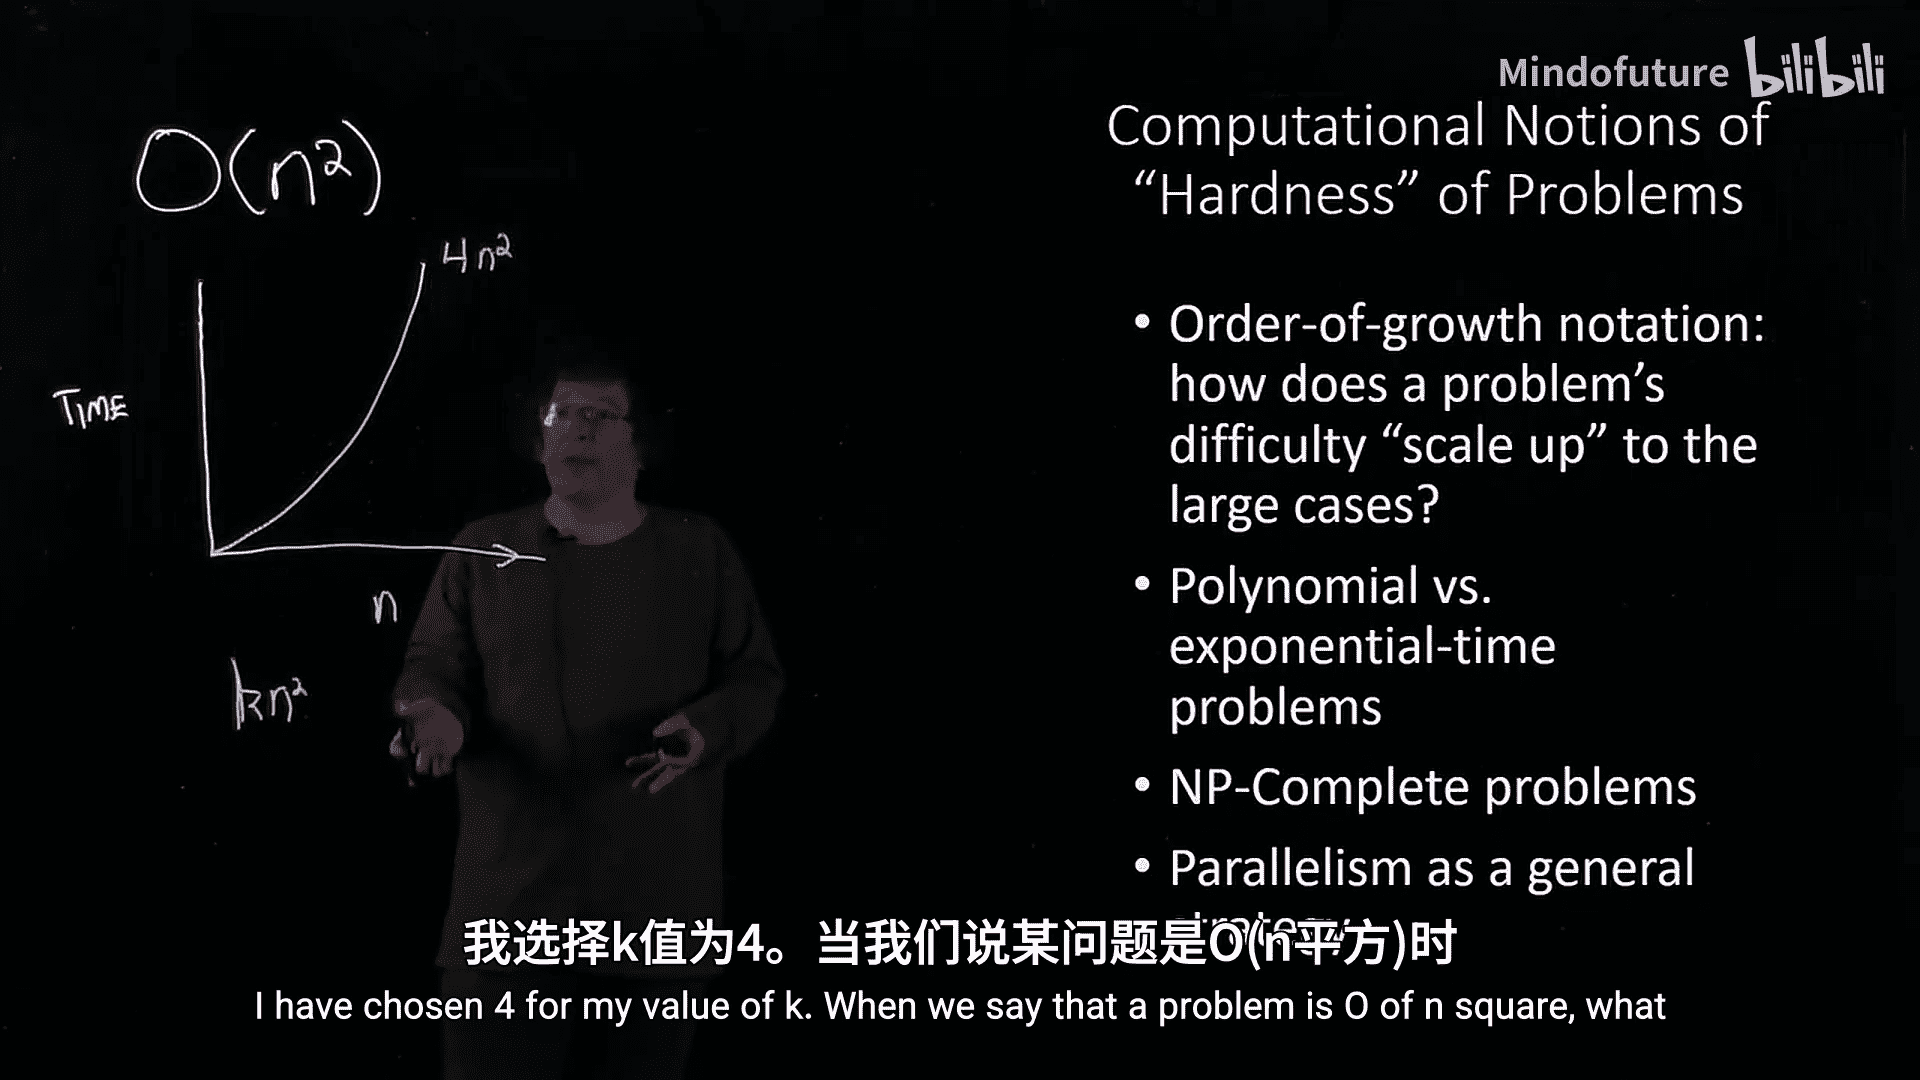 Mindofuture bilibili
Computational Notions of
“Hardness” of Problems
O(n²)
4n²
TIME
n
kn²
• Order-of-growth notation:
how does a problem’s
difficulty “scale up” to the
large cases?
• Polynomial vs.
exponential-time
problems
• NP-Complete problems
• Parallelism as a general
strategy
我选择k值为4。当我们说某问题是O(n平方)时
I have chosen 4 for my value of k. When we say that a problem is O of n square, what